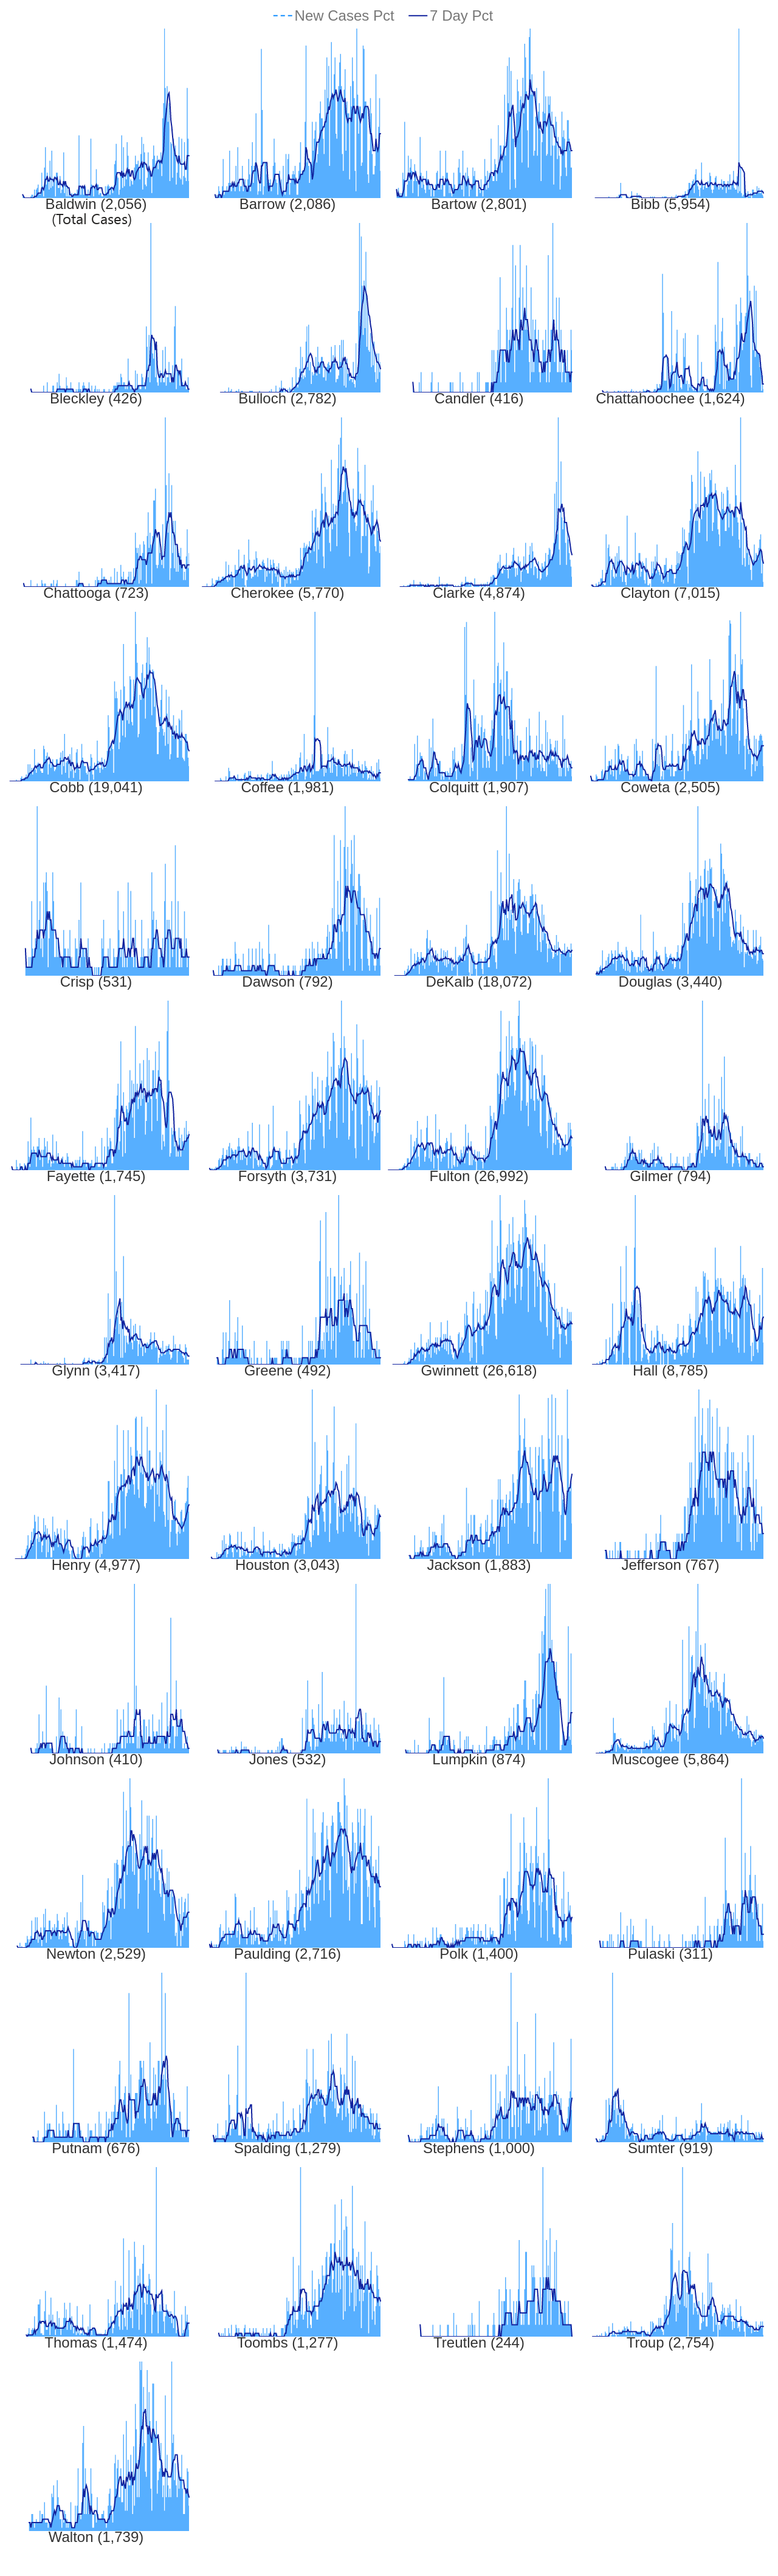 New Cases Pct 7 Day Pct
Baldwin (2,056) Barrow (2,086) Bartow (2,801) Bibb (5,954)
(Total Cases)
Bleckley (426) Bulloch (2,782) Candler (416) Chattahoochee (1,624)
Chattooga (723) Cherokee (5,770) Clarke (4,874) Clayton (7,015)
Cobb (19,041) Coffee (1,981) Colquitt (1,907) Coweta (2,505)
Crisp (531) Dawson (792) DeKalb (18,072) Douglas (3,440)
Fayette (1,745) Forsyth (3,731) Fulton (26,992) Gilmer (794)
Glynn (3,417) Greene (492) Gwinnett (26,618) Hall (8,785)
Henry (4,977) Houston (3,043) Jackson (1,883) Jefferson (767)
Johnson (410) Jones (532) Lumpkin (874) Muscogee (5,864)
Newton (2,529) Paulding (2,716) Polk (1,400) Pulaski (311)
Putnam (676) Spalding (1,279) Stephens (1,000) Sumter (919)
Thomas (1,474) Toombs (1,277) Treutlen (244) Troup (2,754)
Walton (1,739)